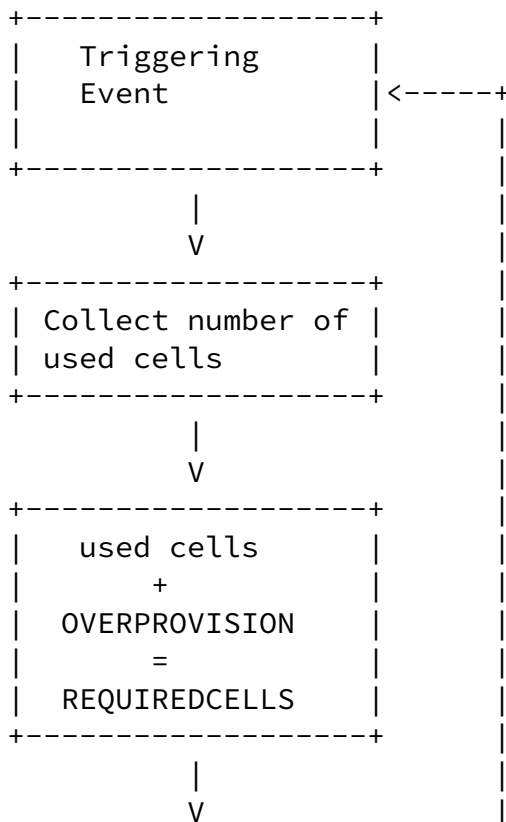 +-------------------+
|    Triggering     |
|    Event          |<-----+
|                   |      |
+-------------------+      |
          |                |
          V                |
+-------------------+      |
| Collect number of |      |
| used cells        |      |
+-------------------+      |
          |                |
          V                |
+-------------------+      |
|    used cells     |      |
|        +          |      |
|   OVERPROVISION   |      |
|        =          |      |
|   REQUIREDCELLS   |      |
+-------------------+      |
          |                |
          V                |